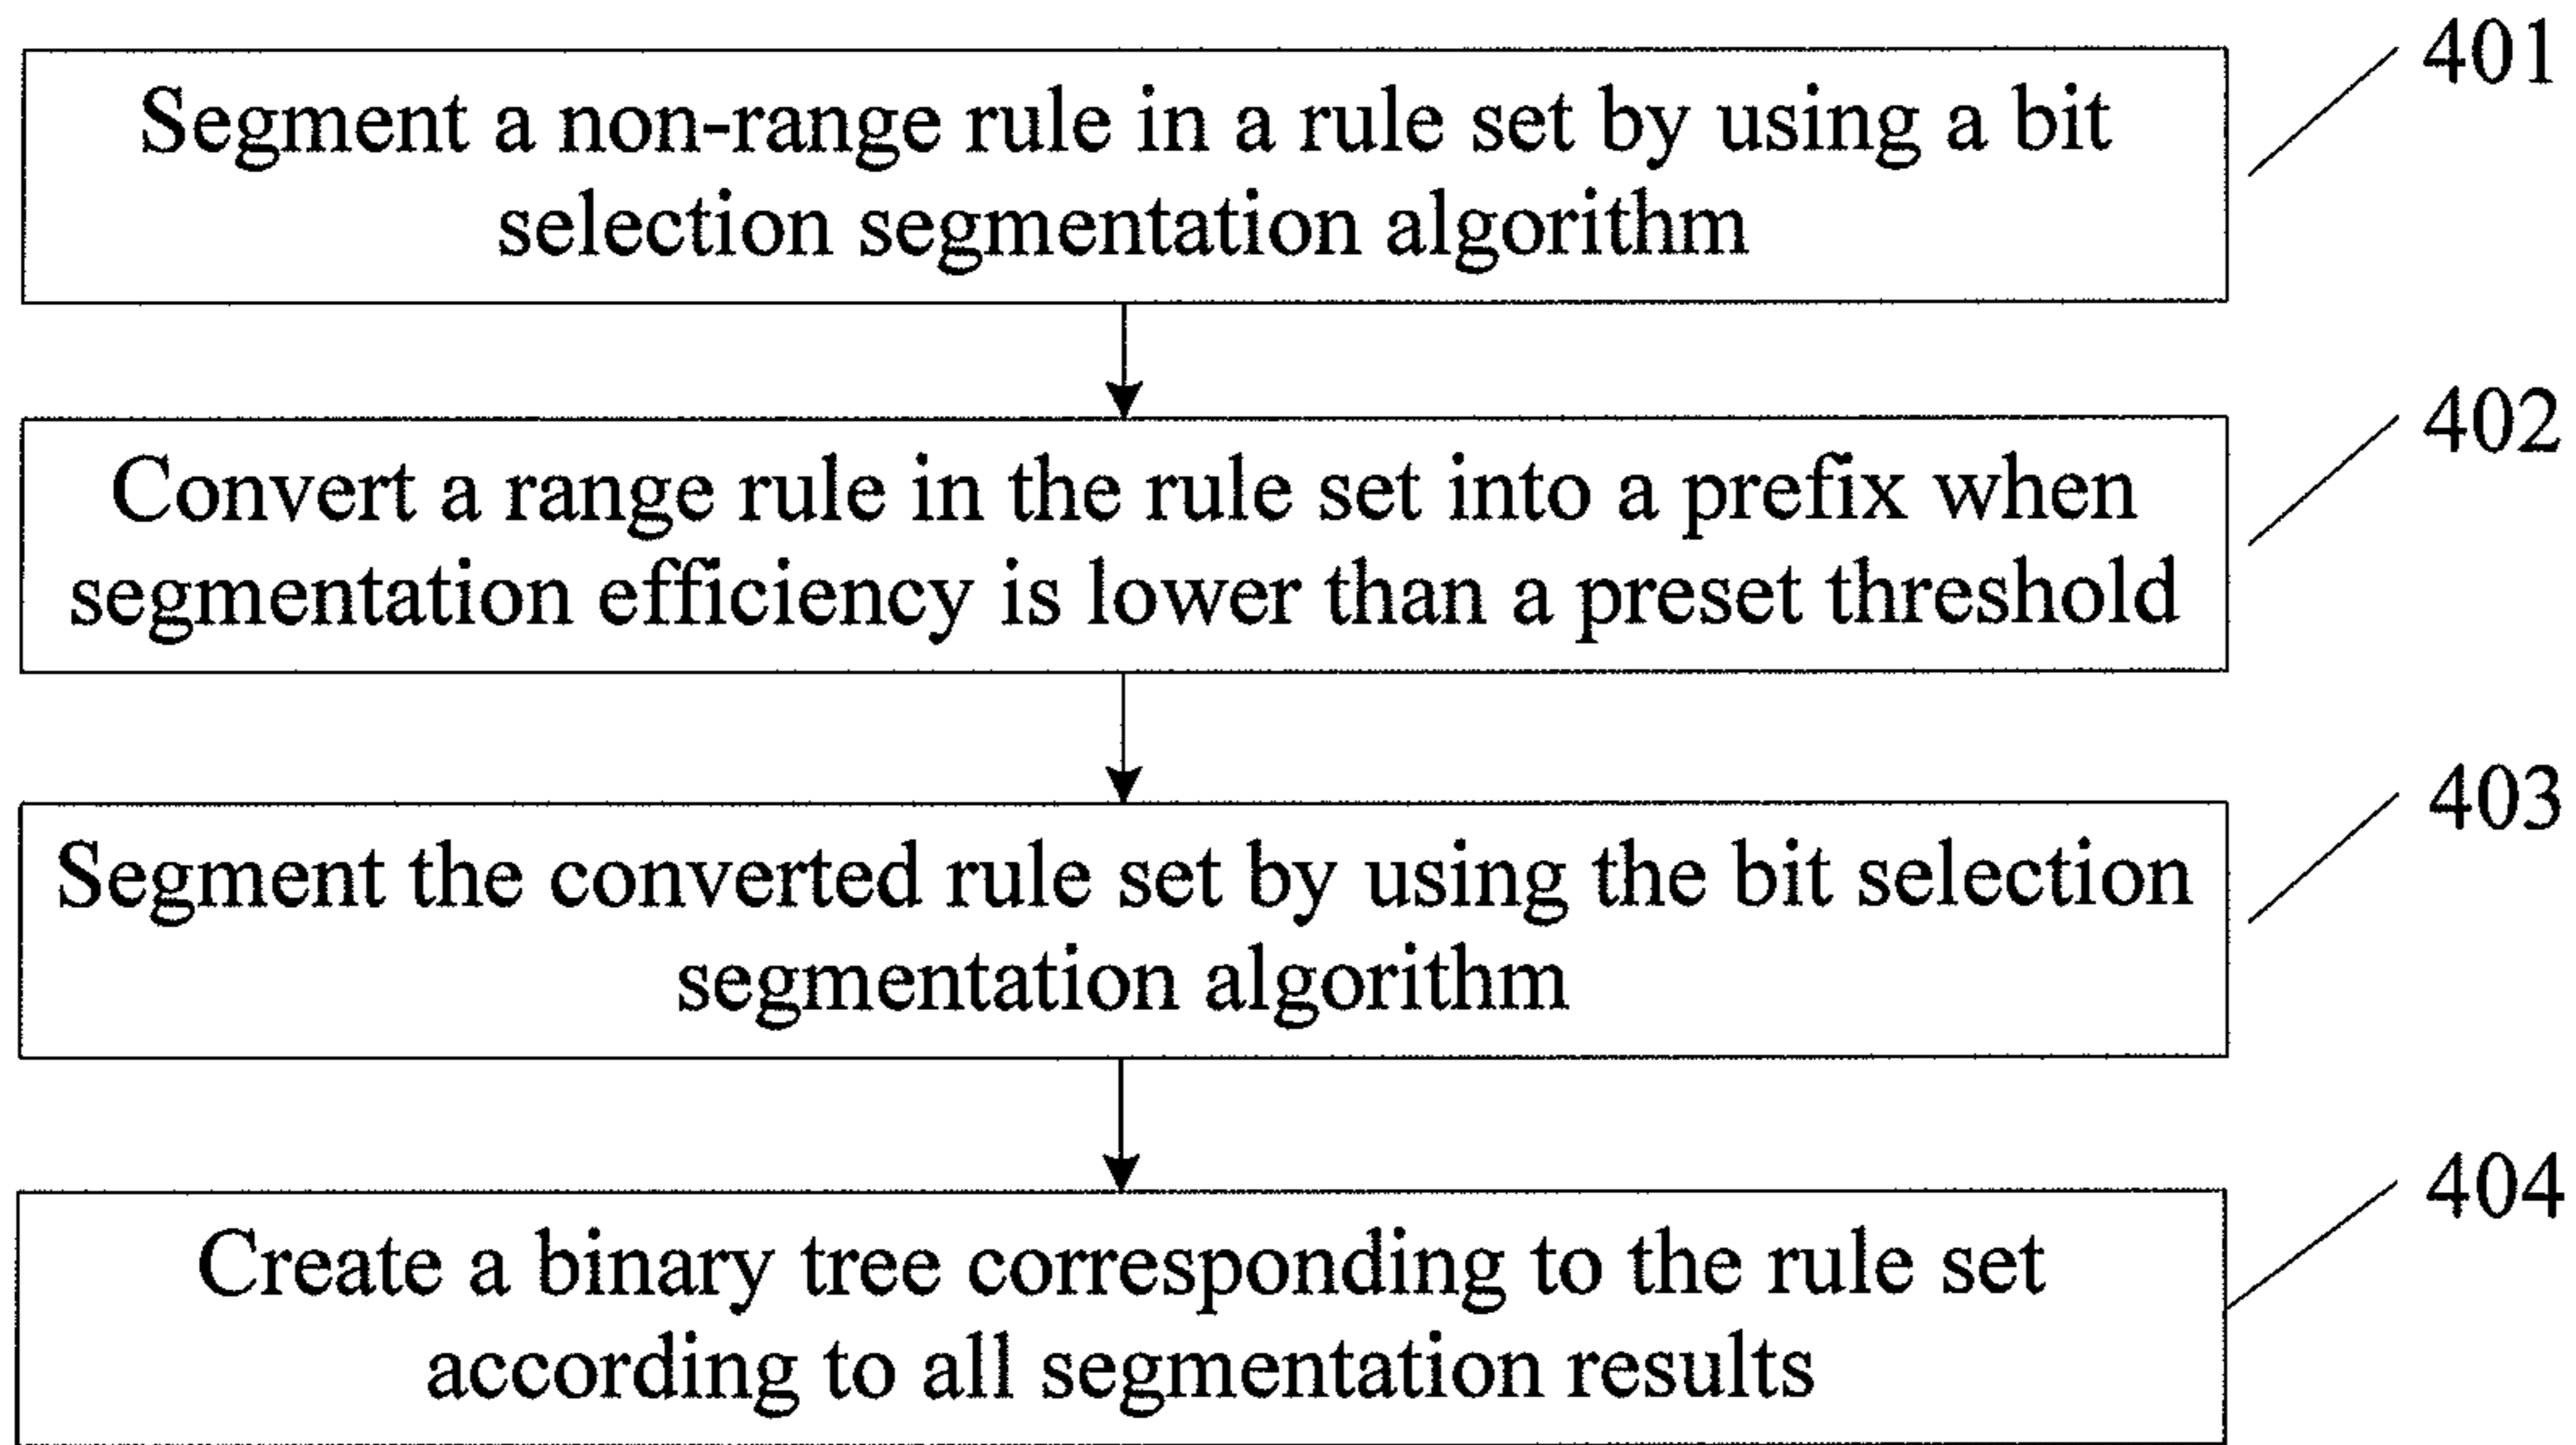 401
Segment a non-range rule in a rule set by using a bit
selection segmentation algorithm
402
Convert a range rule in the rule set into a prefix when
segmentation efficiency is lower than a preset threshold
403
Segment the converted rule set by using the bit selection
segmentation algorithm
404
Create a binary tree corresponding to the rule set
according to all segmentation results